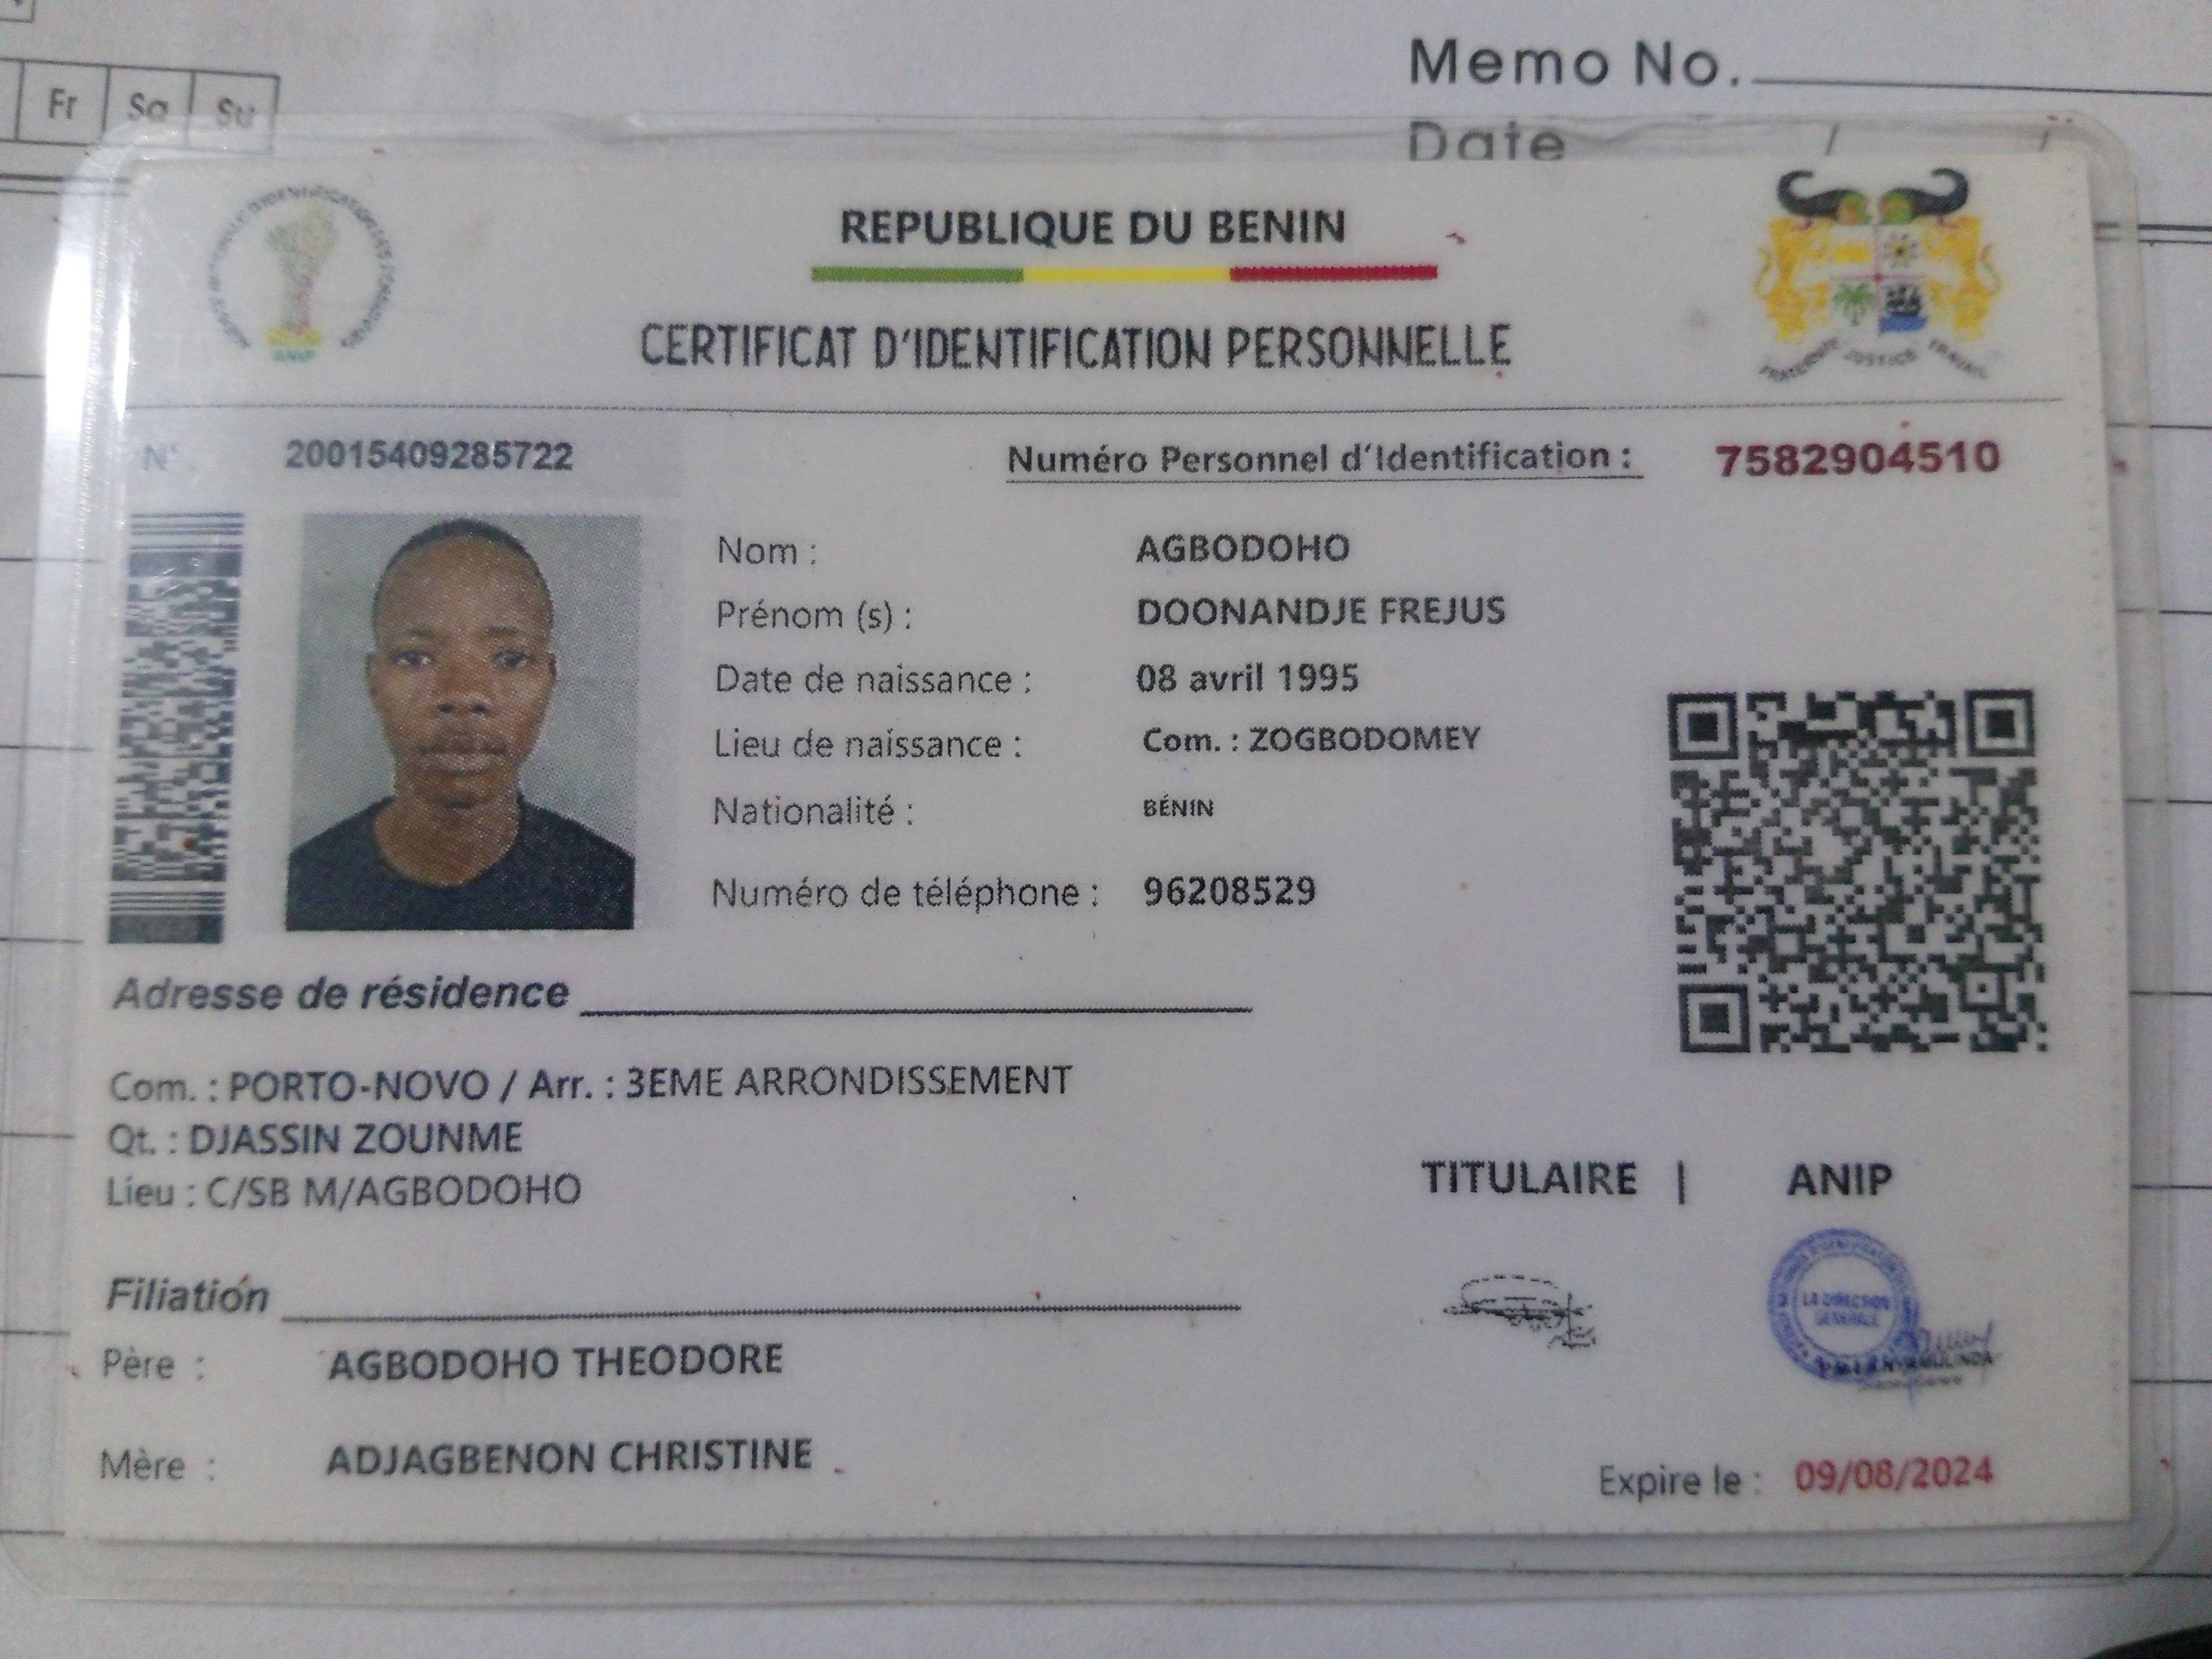 Fr Sa Su
Memo No.
Date
REPUBLIQUE DU BENIN
CERTIFICAT D'IDENTIFICATION PERSONNELLE
ANIP
FRATERNITE JUSTICE TRAVAIL
N° 20015409285722
Numéro Personnel d'Identification : 7582904510
Nom : AGBODOHO
Prénom (s) : DOONANDJE FREJUS
Date de naissance : 08 avril 1995
Lieu de naissance : Com. : ZOGBODOMEY
Nationalité : BÉNIN
Numéro de téléphone : 96208529
Adresse de résidence
Com. : PORTO-NOVO / Arr. : 3EME ARRONDISSEMENT
Qt. : DJASSIN ZOUNME
Lieu : C/SB M/AGBODOHO
TITULAIRE | ANIP
LA DIRECTION
GENERALE
Filiation
Père : AGBODOHO THEODORE
Mère : ADJAGBENON CHRISTINE
Expire le : 09/08/2024